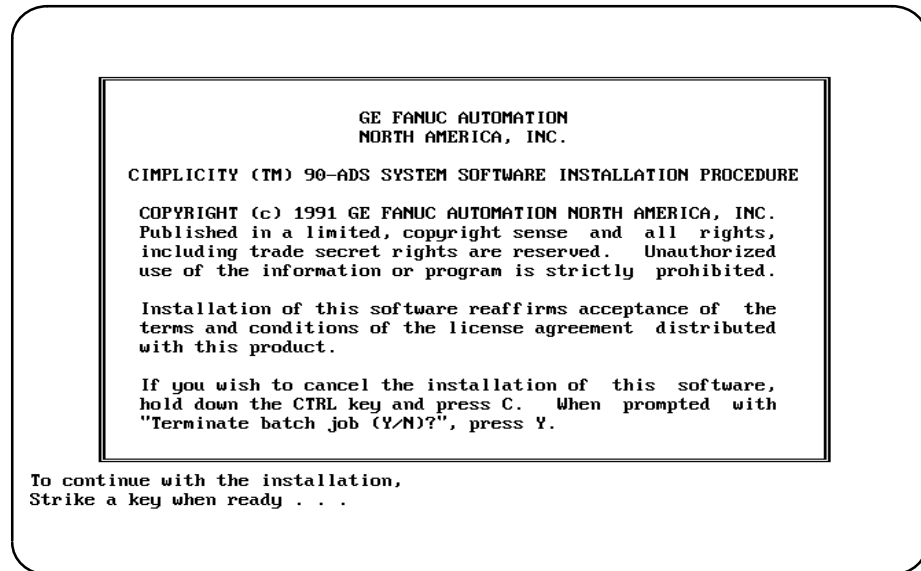 GE FANUC AUTOMATION
NORTH AMERICA, INC.
CIMPLICITY (TM) 90-ADS SYSTEM SOFTWARE INSTALLATION PROCEDURE
COPYRIGHT (c) 1991 GE FANUC AUTOMATION NORTH AMERICA, INC.
Published in a limited, copyright sense and all rights,
including trade secret rights are reserved. Unauthorized
use of the information or program is strictly prohibited.
Installation of this software reaffirms acceptance of the
terms and conditions of the license agreement distributed
with this product.
If you wish to cancel the installation of this software,
hold down the CTRL key and press C. When prompted with
"Terminate batch job (Y/N)?", press Y.
To continue with the installation,
Strike a key when ready . . .